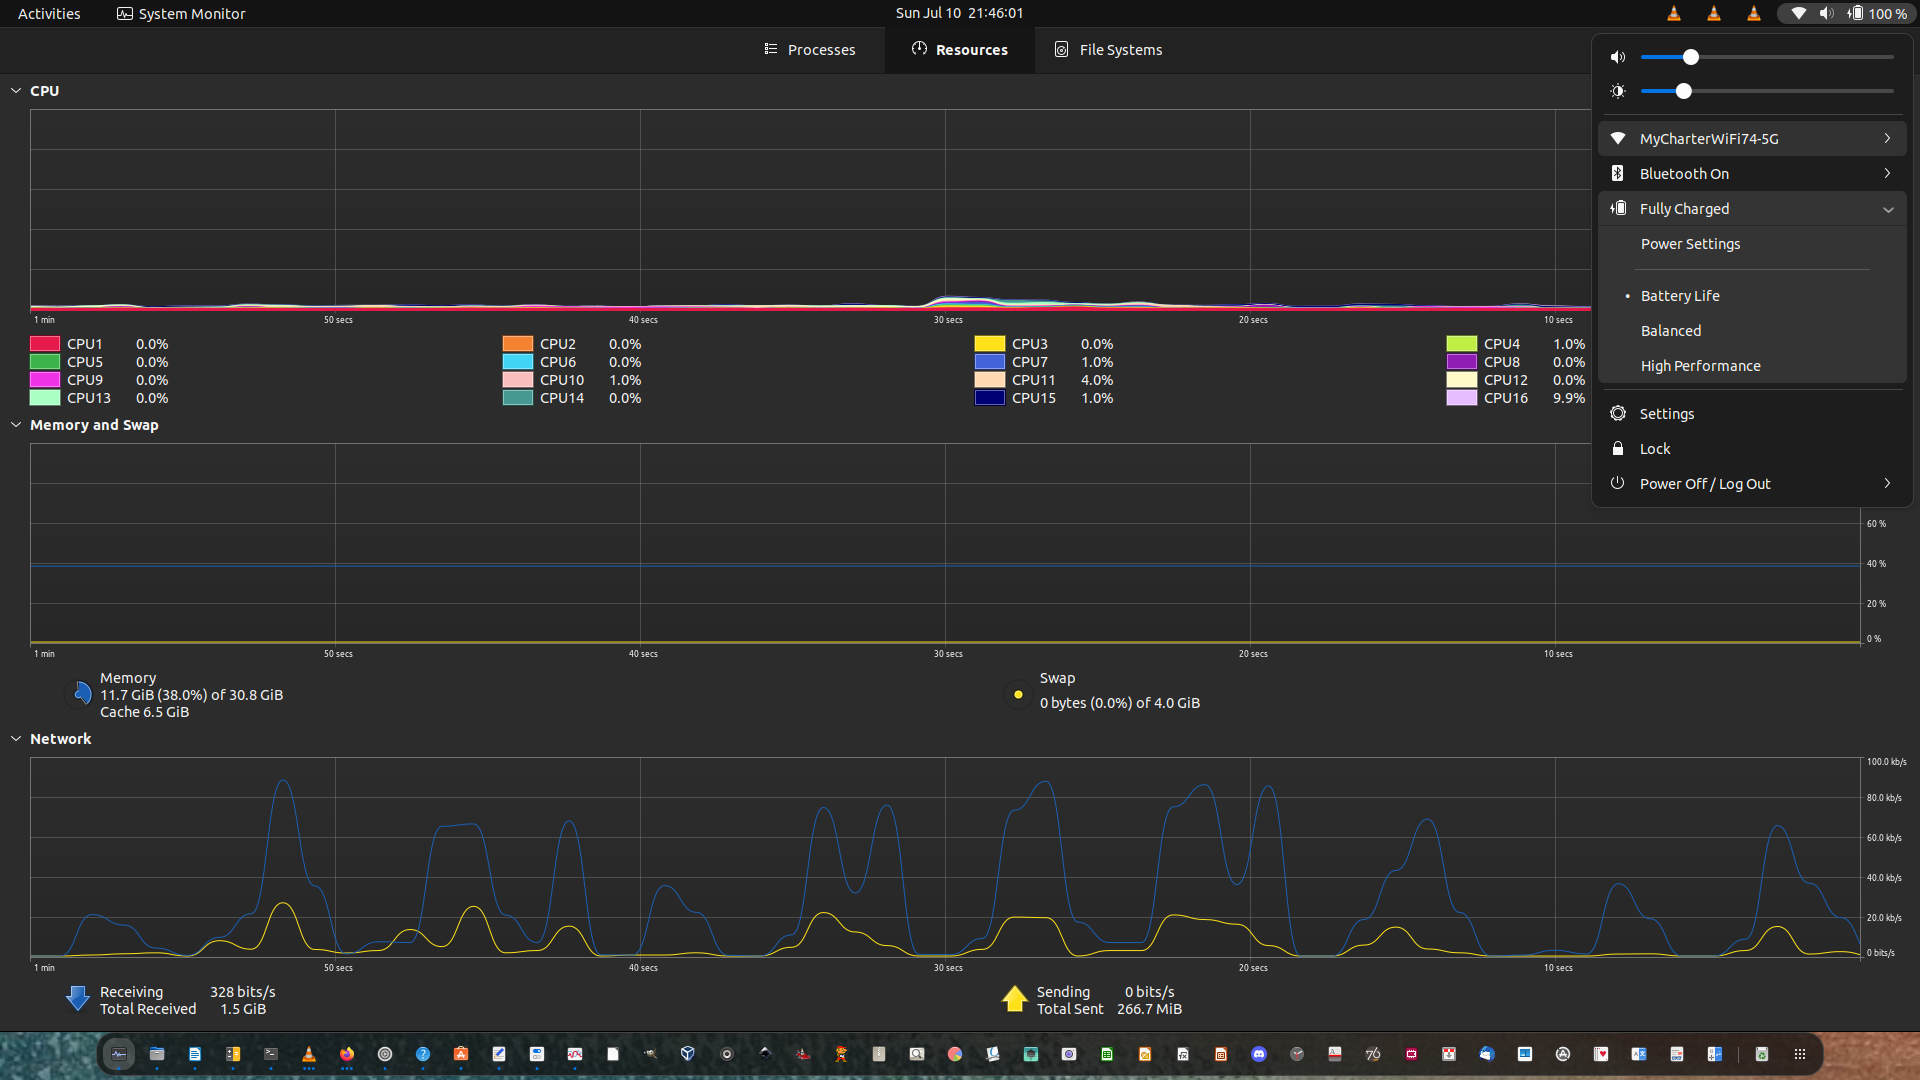 Activities
System Monitor
Sun Jul 10 21:46:01
100 %
Processes
Resources
File Systems
CPU
1 min
50 secs
40 secs
30 secs
20 secs
10 secs
CPU1 0.0%
CPU2 0.0%
CPU3 0.0%
CPU4 1.0%
CPU5 0.0%
CPU6 0.0%
CPU7 1.0%
CPU8 0.0%
CPU9 0.0%
CPU10 1.0%
CPU11 4.0%
CPU12 0.0%
CPU13 0.0%
CPU14 0.0%
CPU15 1.0%
CPU16 9.9%
MyCharterWiFi74-5G
Bluetooth On
Fully Charged
Power Settings
Battery Life
Balanced
High Performance
Settings
Lock
Power Off / Log Out
Memory and Swap
60 %
40 %
20 %
0 %
1 min
50 secs
40 secs
30 secs
20 secs
10 secs
Memory
11.7 GiB (38.0%) of 30.8 GiB
Cache 6.5 GiB
Swap
0 bytes (0.0%) of 4.0 GiB
Network
100.0 kb/s
80.0 kb/s
60.0 kb/s
40.0 kb/s
20.0 kb/s
0 bits/s
1 min
50 secs
40 secs
30 secs
20 secs
10 secs
Receiving 328 bits/s
Total Received 1.5 GiB
Sending 0 bits/s
Total Sent 266.7 MiB